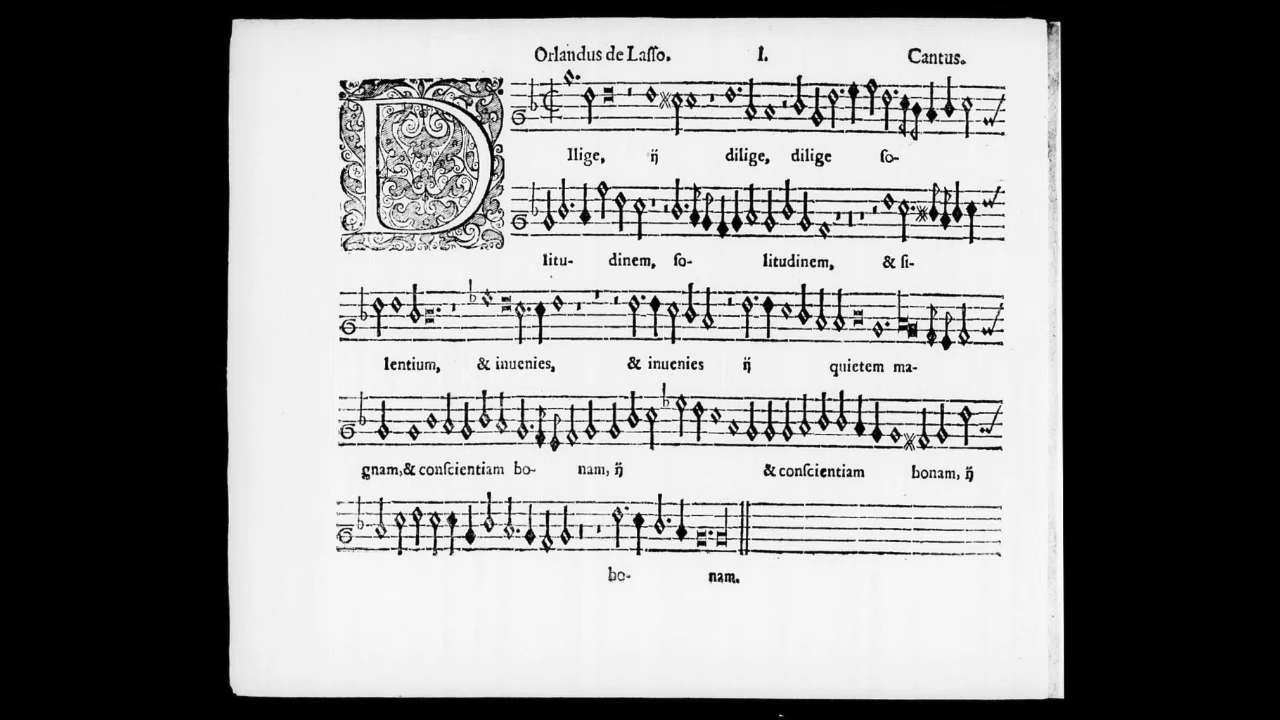 Orlandus de Lasso. I. Cantus.
DIlige, ij dilige, dilige so-
litu- dinem, so- litudinem, & si-
lentium, & inuenies, & inuenies ij quietem ma-
gnam, & conscientiam bo- nam, ij & conscientiam bonam, ij
bo- nam.